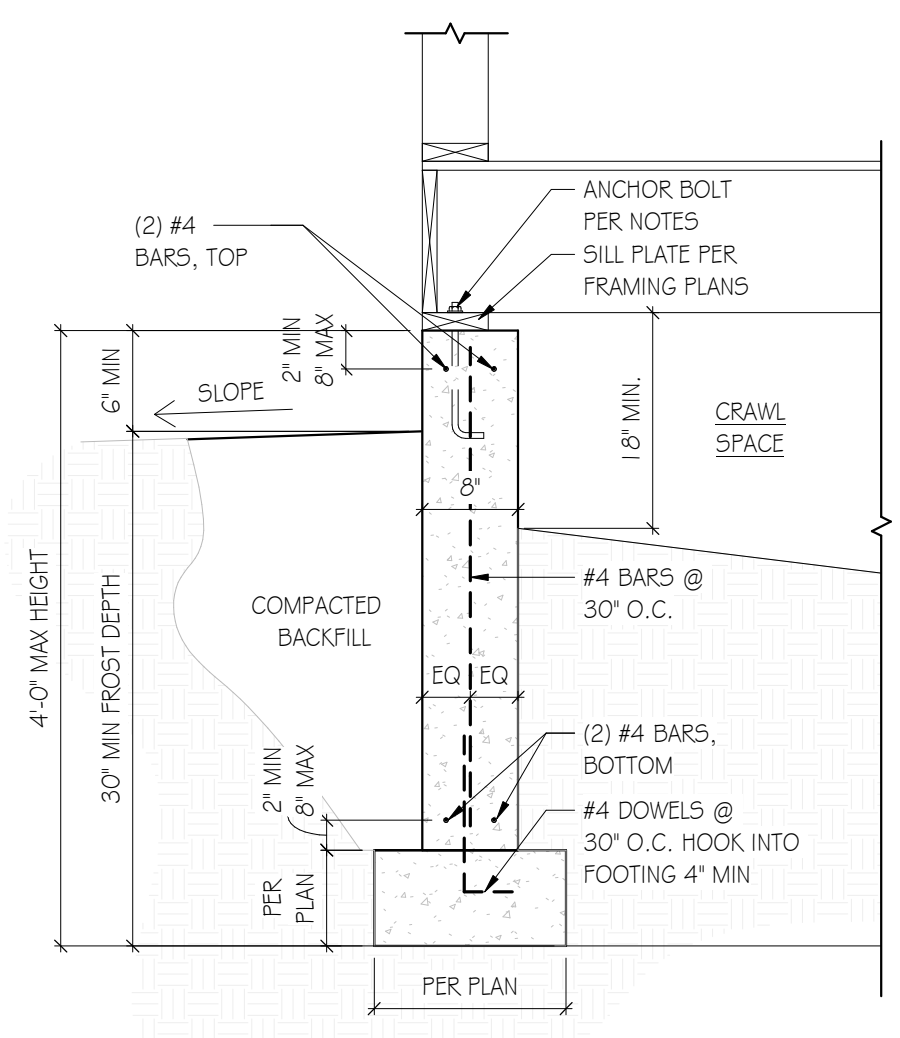 ANCHOR BOLT
PER NOTES
SILL PLATE PER
FRAMING PLANS
(2) #4
BARS, TOP
2" MIN
8" MAX
6" MIN
SLOPE
18" MIN.
CRAWL
SPACE
8"
#4 BARS @
30" O.C.
COMPACTED
BACKFILL
4'-0" MAX HEIGHT
30" MIN FROST DEPTH
EQ
EQ
(2) #4 BARS,
BOTTOM
2" MIN
8" MAX
#4 DOWELS @
30" O.C. HOOK INTO
FOOTING 4" MIN
PER
PLAN
PER PLAN